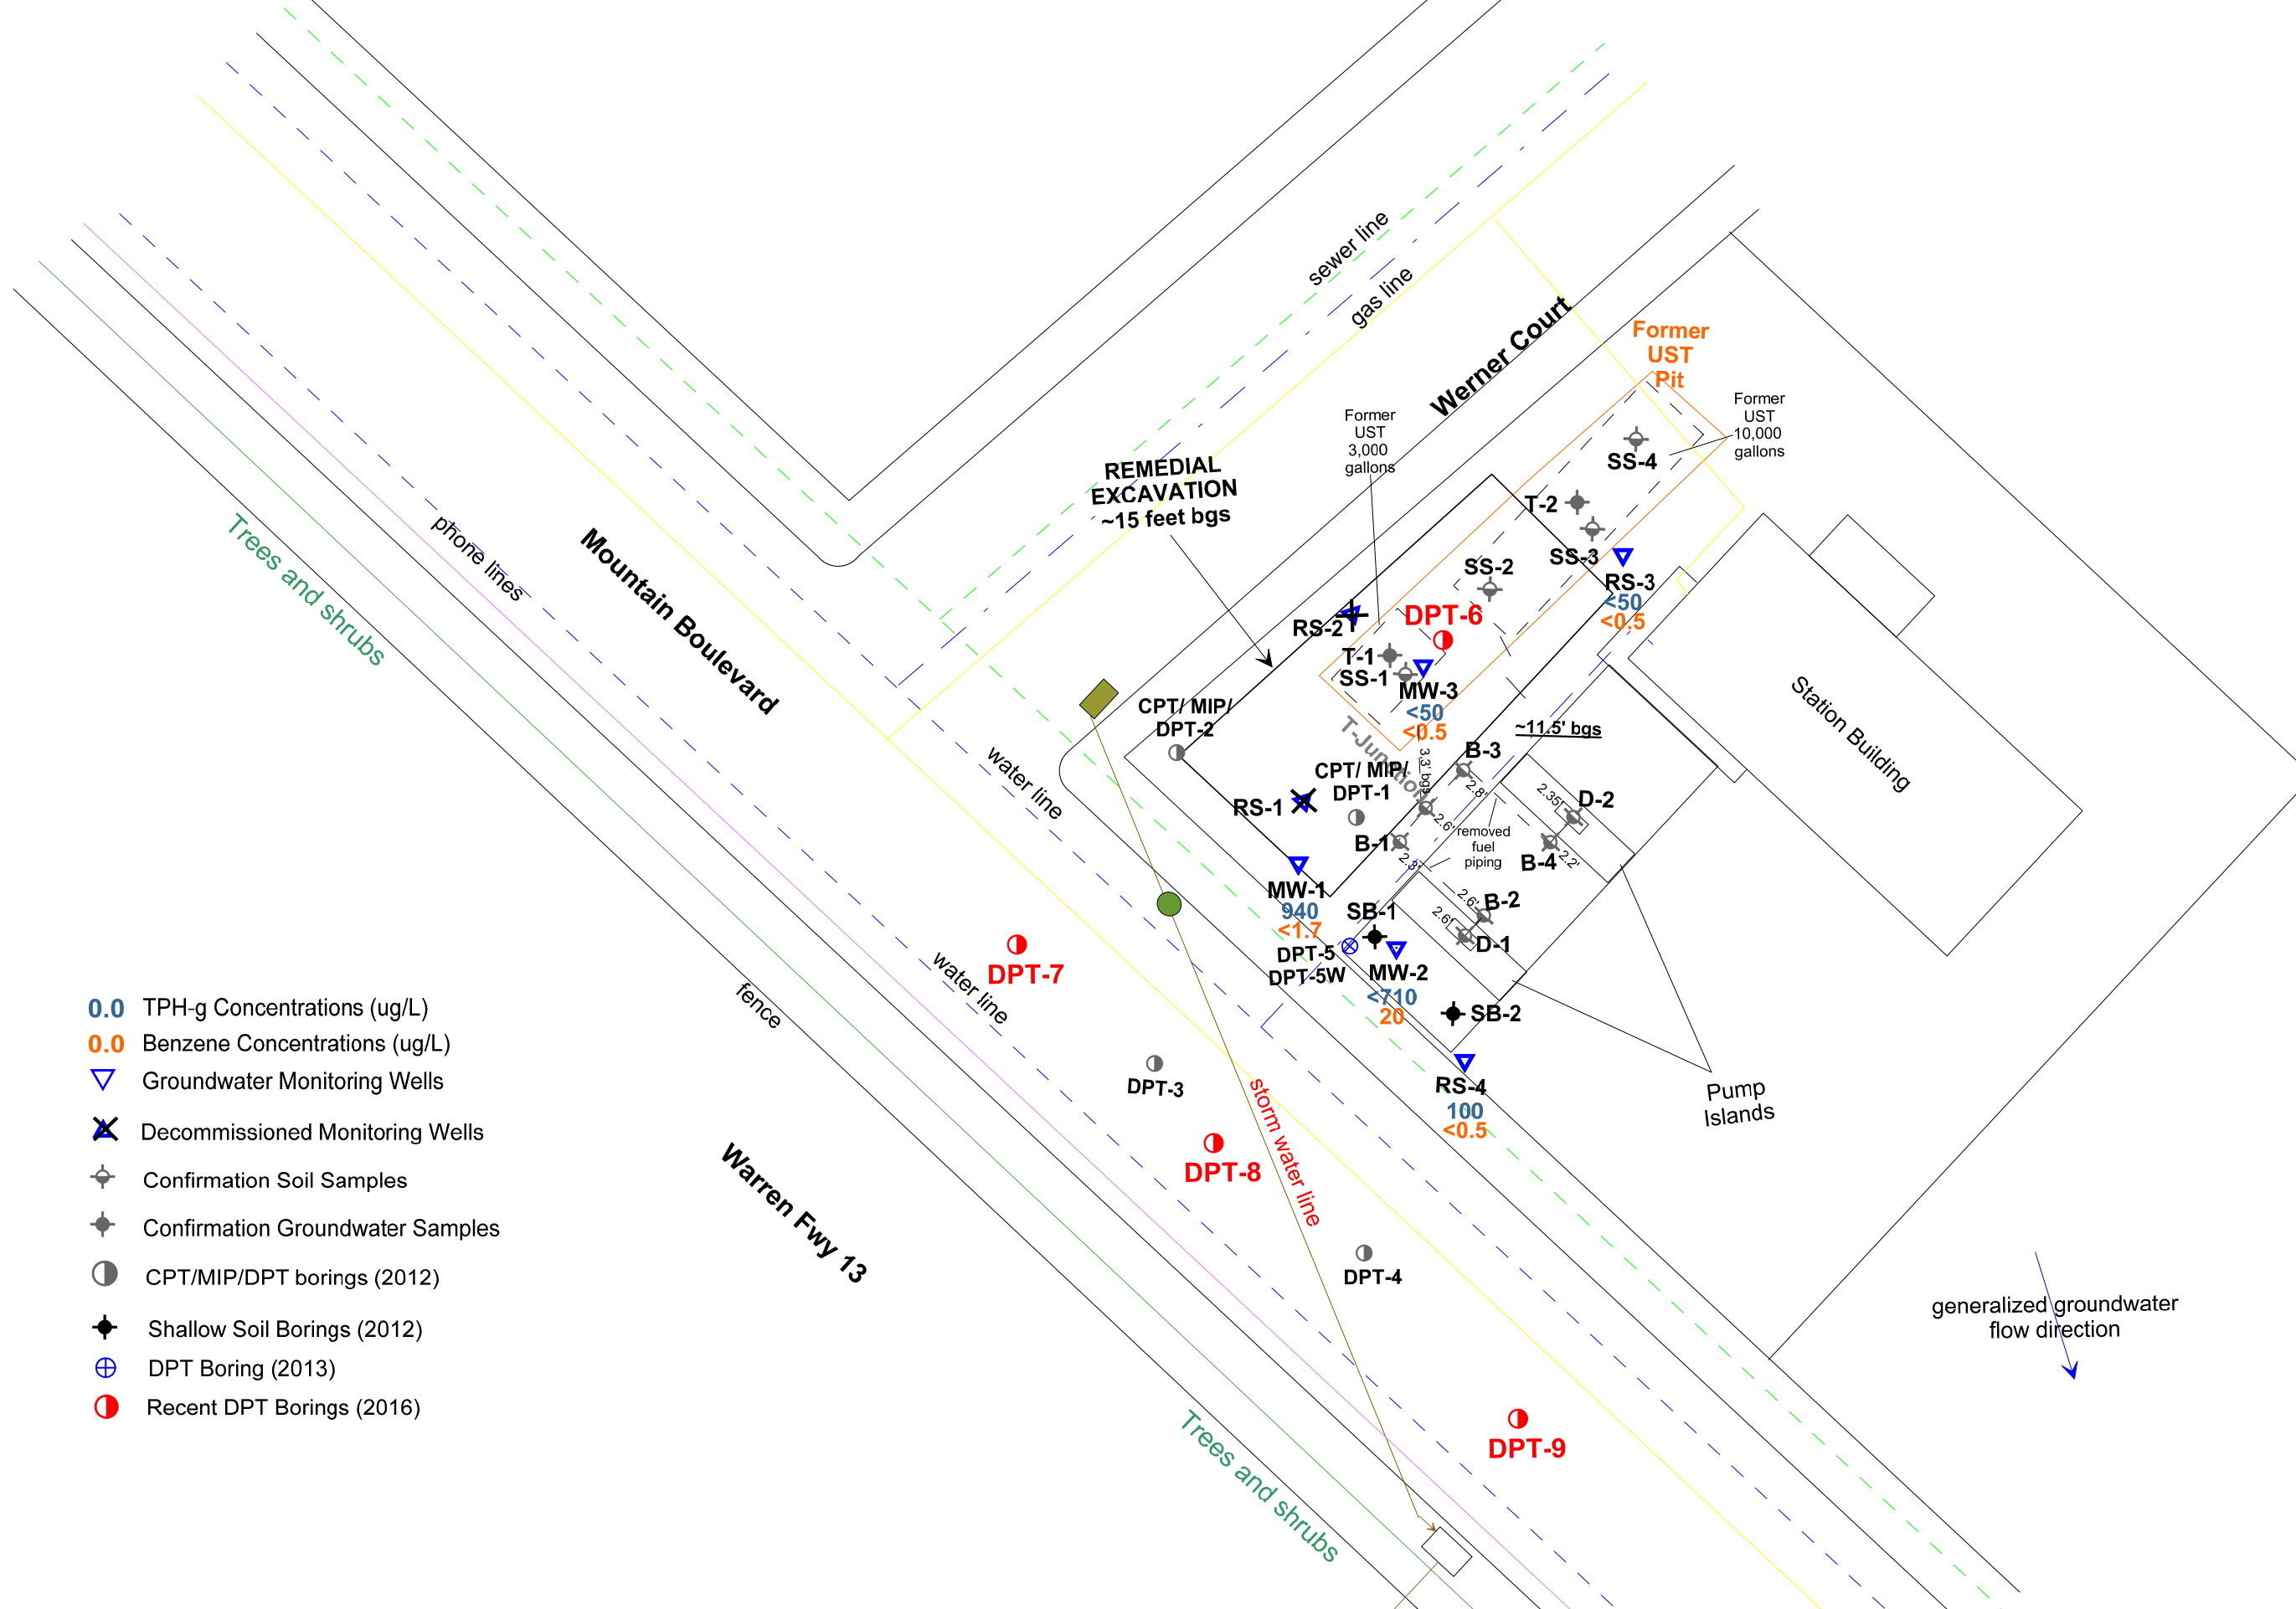 sewer line
gas line
Werner Court
Former
UST
Pit
Former
UST
3,000
gallons
Former
UST
10,000
gallons
REMEDIAL
EXCAVATION
~15 feet bgs
SS-4
T-2
SS-3
RS-3
<50
<0.5
SS-2
DPT-6
RS-2
T-1
SS-1
MW-3
<50
<0.5
Trees and shrubs
phone lines
Mountain Boulevard
water line
CPT/ MIP/
DPT-2
T-Junction
3.3' bgs
~11.5' bgs
B-3
2.8'
CPT/ MIP/
DPT-1
RS-1
2.6'
B-1
2.3'
removed
fuel
piping
2.35'
D-2
B-4
2.2'
Station Building
MW-1
940
<1.7
SB-1
DPT-5
DPT-5W
MW-2
<710
20
2.6'
B-2
2.6'
D-1
SB-2
RS-4
100
<0.5
Pump
Islands
DPT-7
water line
fence
DPT-3
DPT-8
storm water line
DPT-4
Warren Fwy 13
DPT-9
Trees and shrubs
generalized groundwater
flow direction
0.0 TPH-g Concentrations (ug/L)
0.0 Benzene Concentrations (ug/L)
Groundwater Monitoring Wells
Decommissioned Monitoring Wells
Confirmation Soil Samples
Confirmation Groundwater Samples
CPT/MIP/DPT borings (2012)
Shallow Soil Borings (2012)
DPT Boring (2013)
Recent DPT Borings (2016)